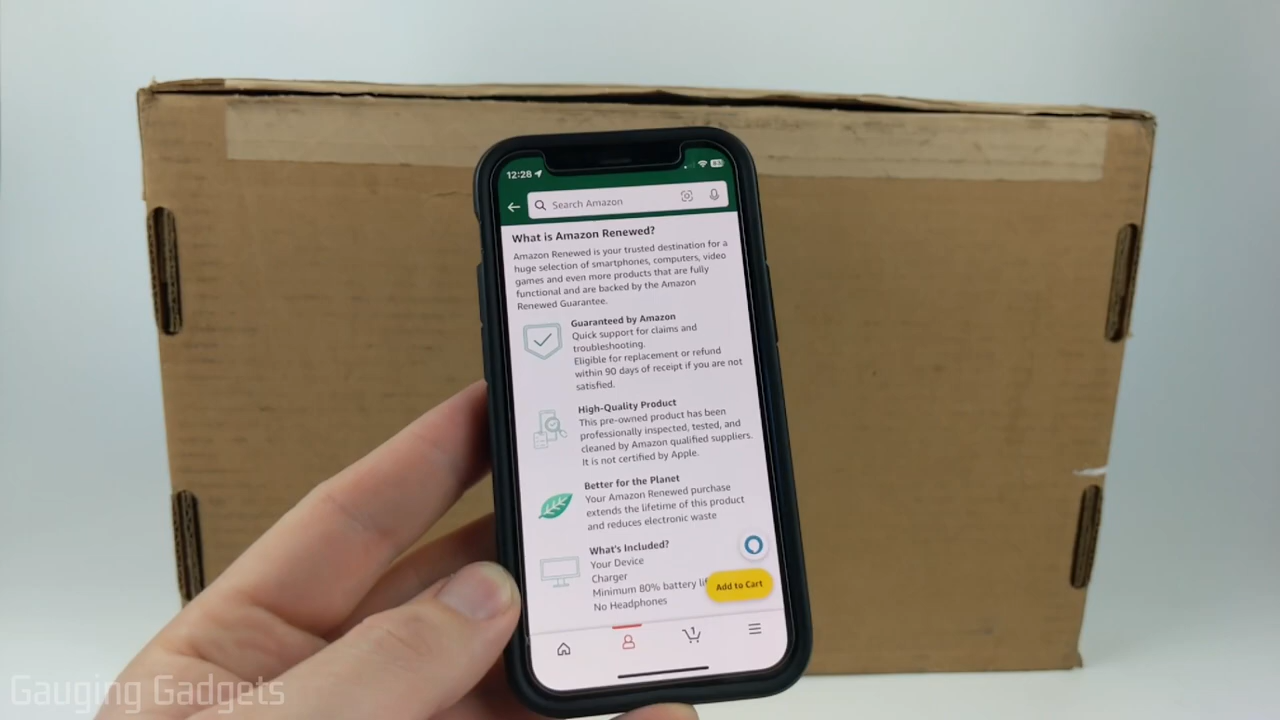 12:28
83
Search Amazon
What is Amazon Renewed?
Amazon Renewed is your trusted destination for a
huge selection of smartphones, computers, video
games and even more products that are fully
functional and are backed by the Amazon
Renewed Guarantee.
Guaranteed by Amazon
Quick support for claims and
troubleshooting.
Eligible for replacement or refund
within 90 days of receipt if you are not
satisfied.
High-Quality Product
This pre-owned product has been
professionally inspected, tested, and
cleaned by Amazon qualified suppliers.
It is not certified by Apple.
Better for the Planet
Your Amazon Renewed purchase
extends the lifetime of this product
and reduces electronic waste
What's Included?
Your Device
Charger
Minimum 80% battery
Add to Cart
No Headphones
1
Gauging Gadgets